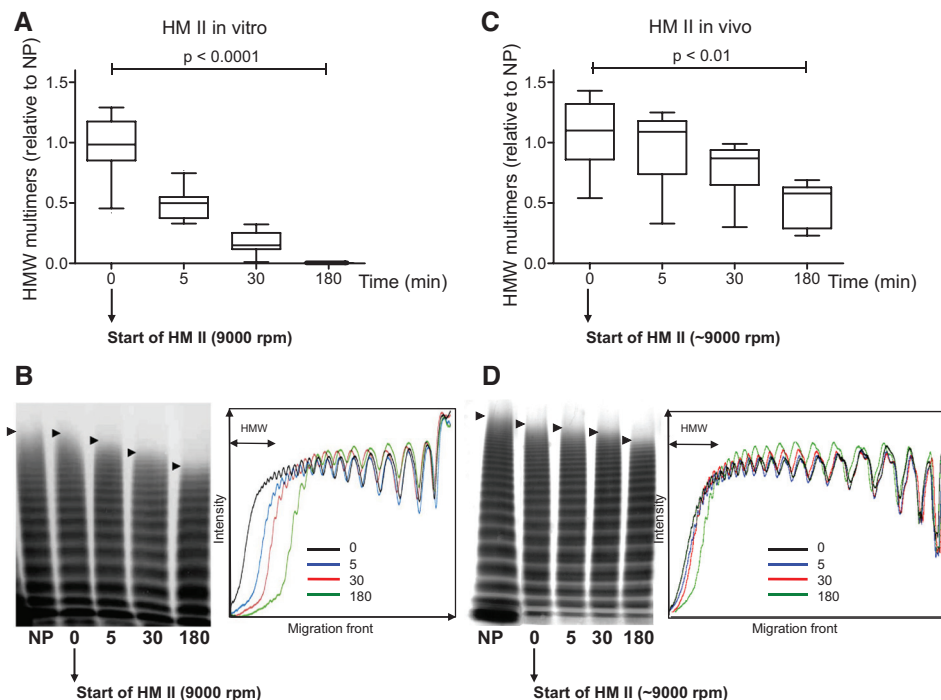 A
HM II in vitro
p < 0.0001
HMW multimers (relative to NP)
1.5
1.0
0.5
0.0
0 5 30 180 Time (min)
Start of HM II (9000 rpm)
C
HM II in vivo
p < 0.01
HMW multimers (relative to NP)
1.5
1.0
0.5
0.0
0 5 30 180 Time (min)
Start of HM II (~9000 rpm)
B
NP 0 5 30 180
Start of HM II (9000 rpm)
HMW
Intensity
0
5
30
180
Migration front
D
NP 0 5 30 180
Start of HM II (~9000 rpm)
HMW
Intensity
0
5
30
180
Migration front